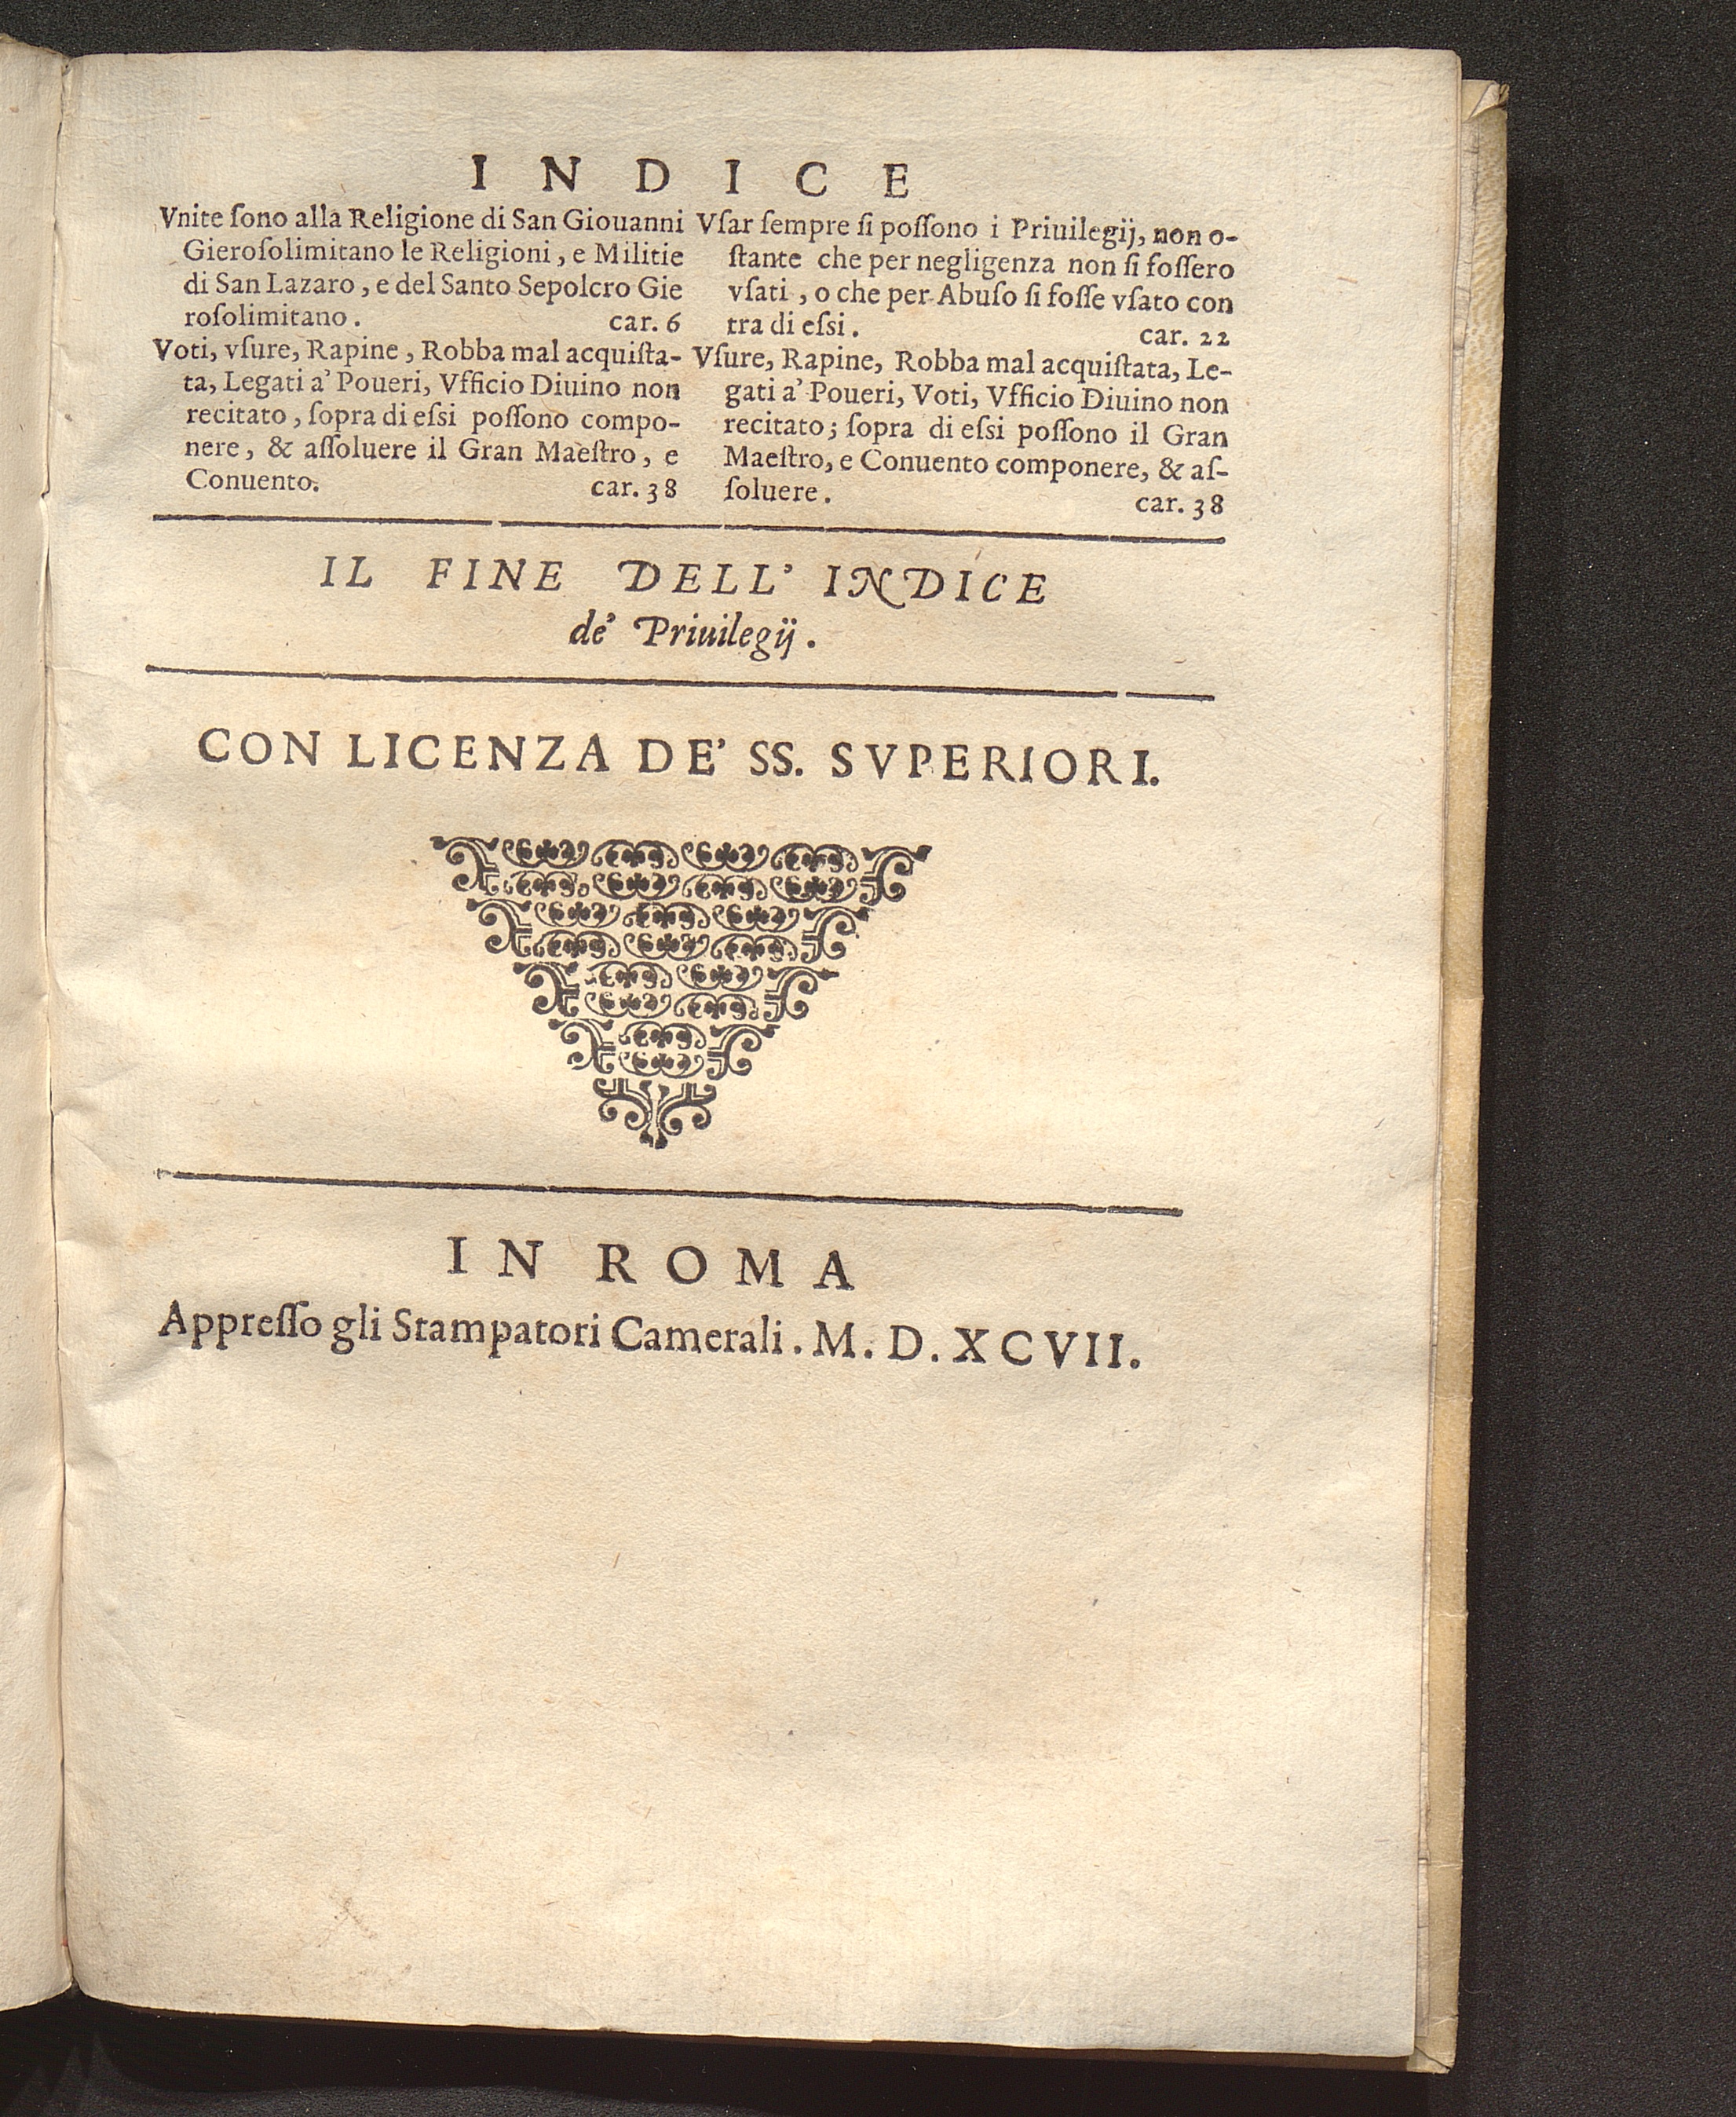 INDICE
Vnite ſono alla Religione di San Giouanni
Gieroſolimitano le Religioni, e Militie
di San Lazaro, e del Santo Sepolcro Gie
roſolimitano. car. 6
Voti, vſure, Rapine, Robba mal acquiſta-
ta, Legati a' Poueri, Vfficio Diuino non
recitato, ſopra di eſsi poſſono compo-
nere, & aſſoluere il Gran Maeſtro, e
Conuento. car. 38
Vſar ſempre ſi poſſono i Priuilegij, non o-
ſtante che per negligenza non ſi foſſero
vſati, o che per Abuſo ſi foſſe vſato con
tra di eſsi. car. 22
Vſure, Rapine, Robba mal acquiſtata, Le-
gati a' Poueri, Voti, Vfficio Diuino non
recitato; ſopra di eſsi poſſono il Gran
Maeſtro, e Conuento componere, & aſ-
ſoluere. car. 38
IL FINE DELL' INDICE
de' Priuilegij.
CON LICENZA DE' SS. SVPERIORI.
IN ROMA
Appreſſo gli Stampatori Camerali. M. D. XCVII.